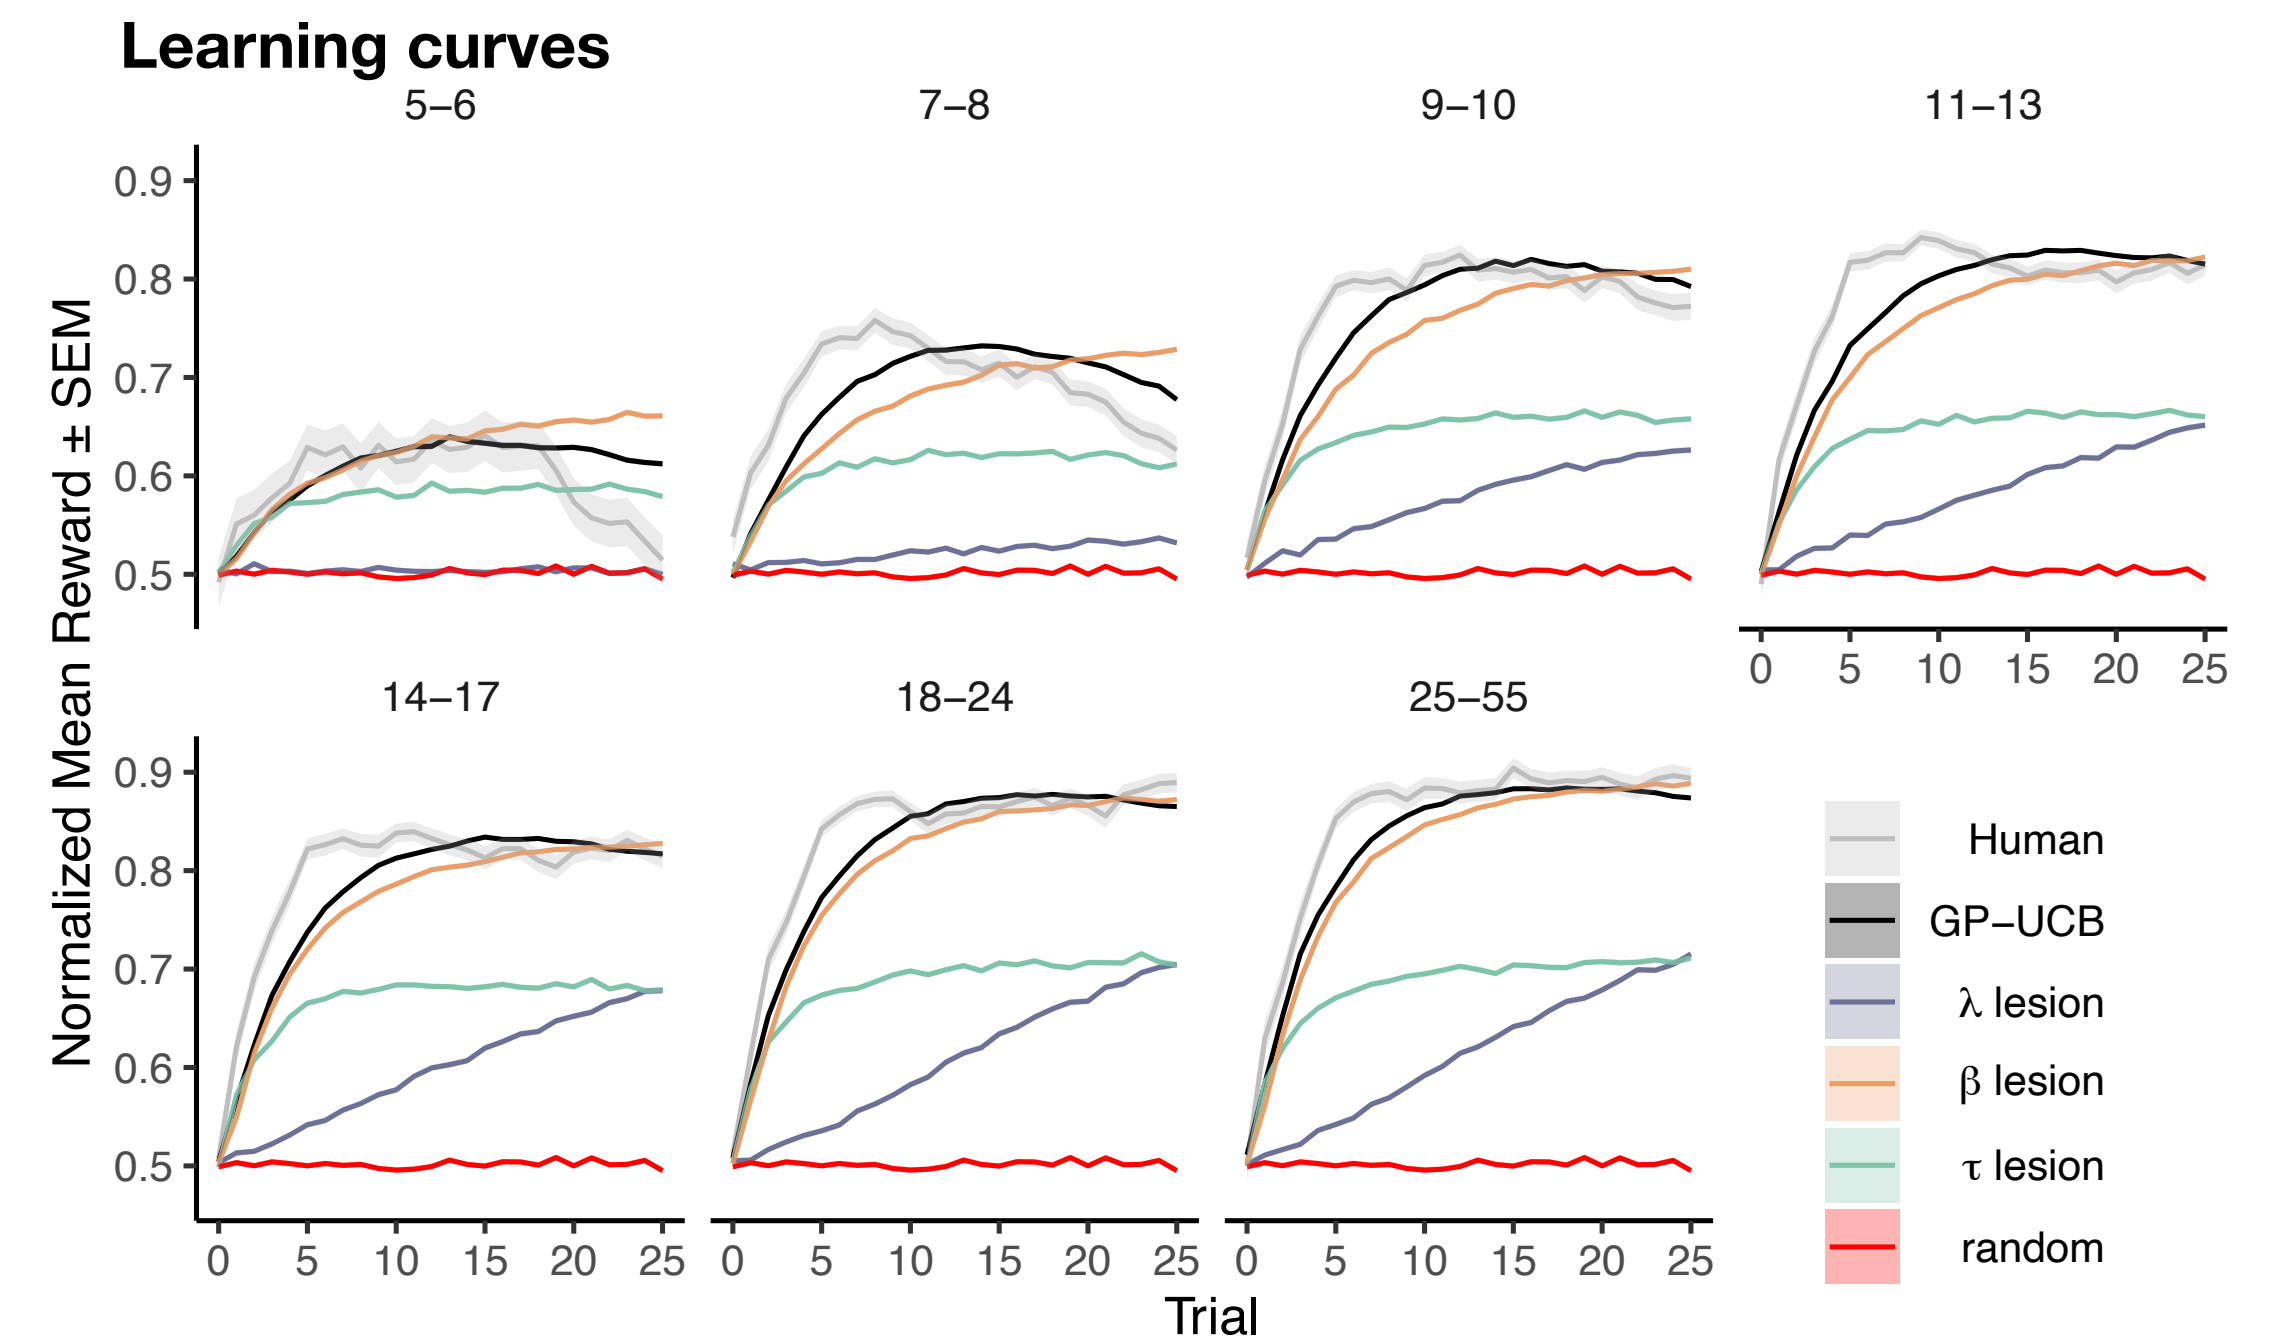 Learning curves
5–6
7–8
9–10
11–13
0.9
0.8
0.7
0.6
0.5
0 5 10 15 20 25
14–17
18–24
25–55
0.9
0.8
0.7
0.6
0.5
0 5 10 15 20 25
0 5 10 15 20 25
0 5 10 15 20 25
Trial
Normalized Mean Reward ± SEM
Human
GP–UCB
λ lesion
β lesion
τ lesion
random